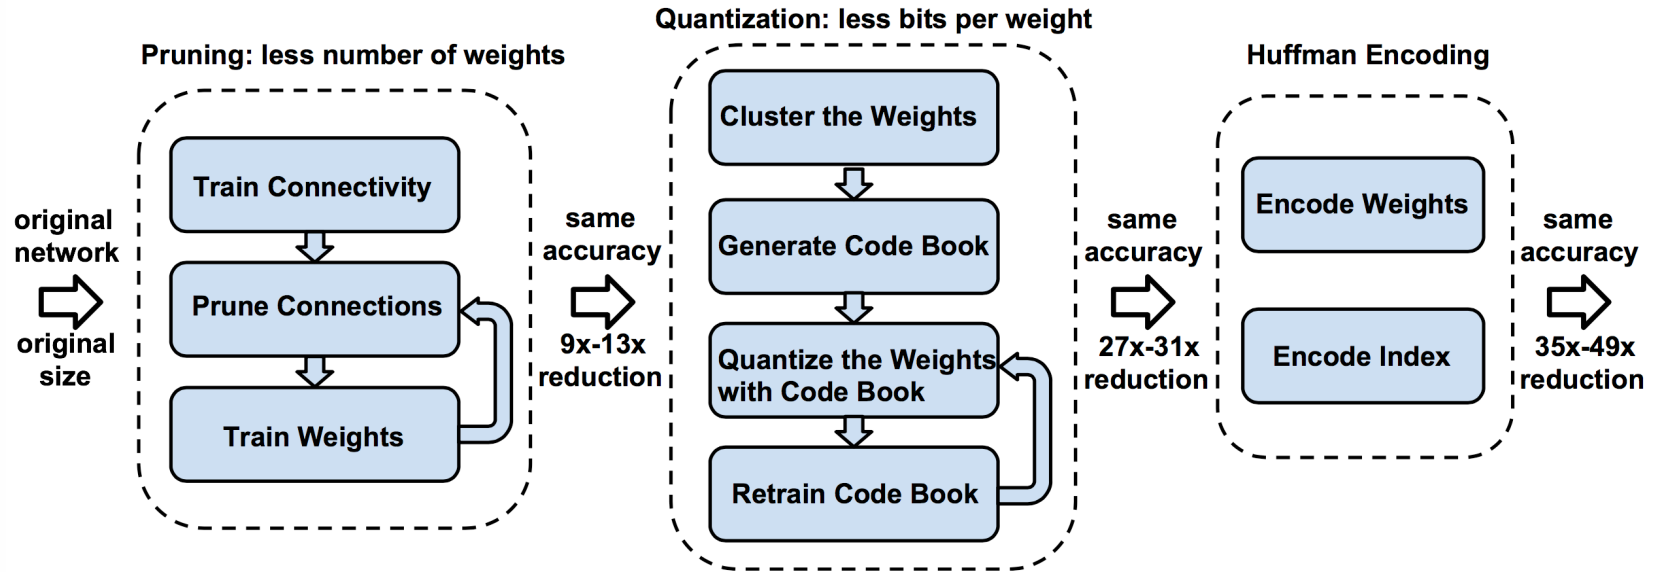 original
network
original
size
Pruning: less number of weights
Train Connectivity
Prune Connections
Train Weights
same
accuracy
9x-13x
reduction
Quantization: less bits per weight
Cluster the Weights
Generate Code Book
Quantize the Weights
with Code Book
Retrain Code Book
same
accuracy
27x-31x
reduction
Huffman Encoding
Encode Weights
Encode Index
same
accuracy
35x-49x
reduction